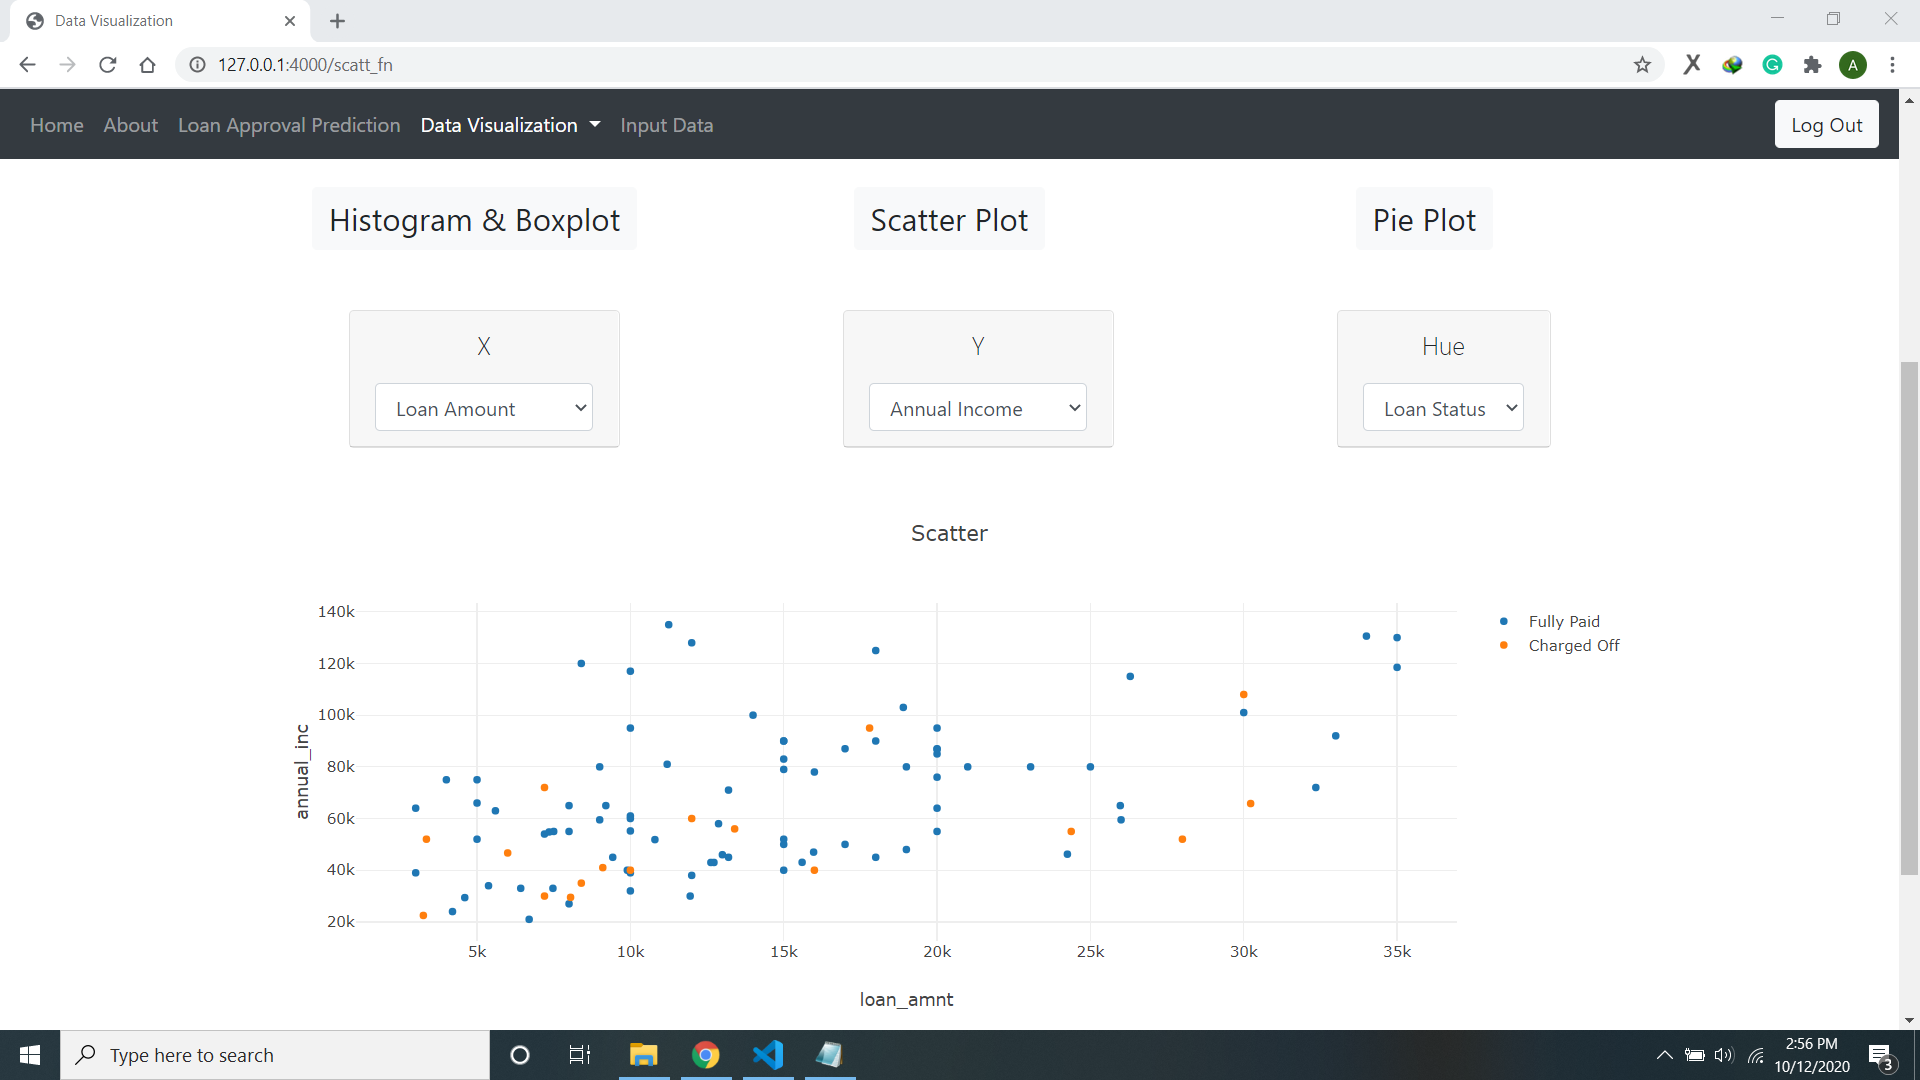 Data Visualization
127.0.0.1:4000/scatt_fn
A
Home About Loan Approval Prediction Data Visualization Input Data Log Out
Histogram & Boxplot Scatter Plot Pie Plot
X Y Hue
Loan Amount Annual Income Loan Status
Scatter
140k
120k
100k
80k
60k
40k
20k
annual_inc
Fully Paid
Charged Off
5k 10k 15k 20k 25k 30k 35k
loan_amnt
Type here to search
2:56 PM
10/12/2020
3